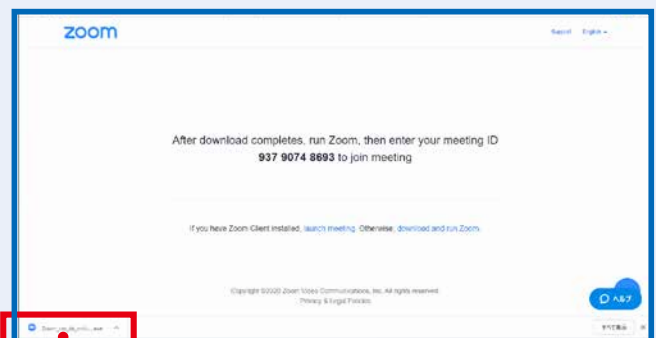 zoom
Support English
After download completes, run Zoom, then enter your meeting ID
937 9074 8693 to join meeting
If you have Zoom Client installed, launch meeting. Otherwise, download and run Zoom.
Copyright ©2020 Zoom Video Communications, Inc. All rights reserved.
Privacy & Legal Policies
ヘルプ
すべて表示